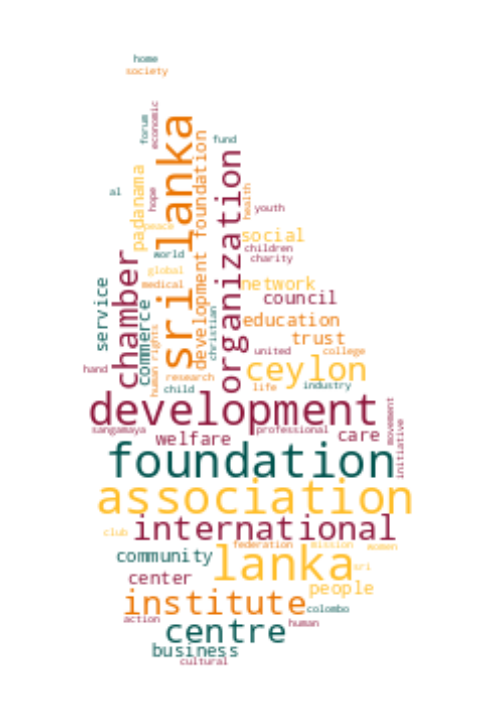 home
society
forum
economic
sri lanka
development foundation
fund
organization
al
hope
padanama
peace
health
youth
social
children
charity
world
global
medical
network
council
chamber
commerce
service
human rights
christian
education
trust
united
college
hand
research
child
ceylon
life
industry
development
movement
initiative
sangamaya
professional
welfare
care
foundation
association
club
international
federation
mission
women
community
lanka
sri
center
people
institute
colombo
action
human
centre
business
cultural